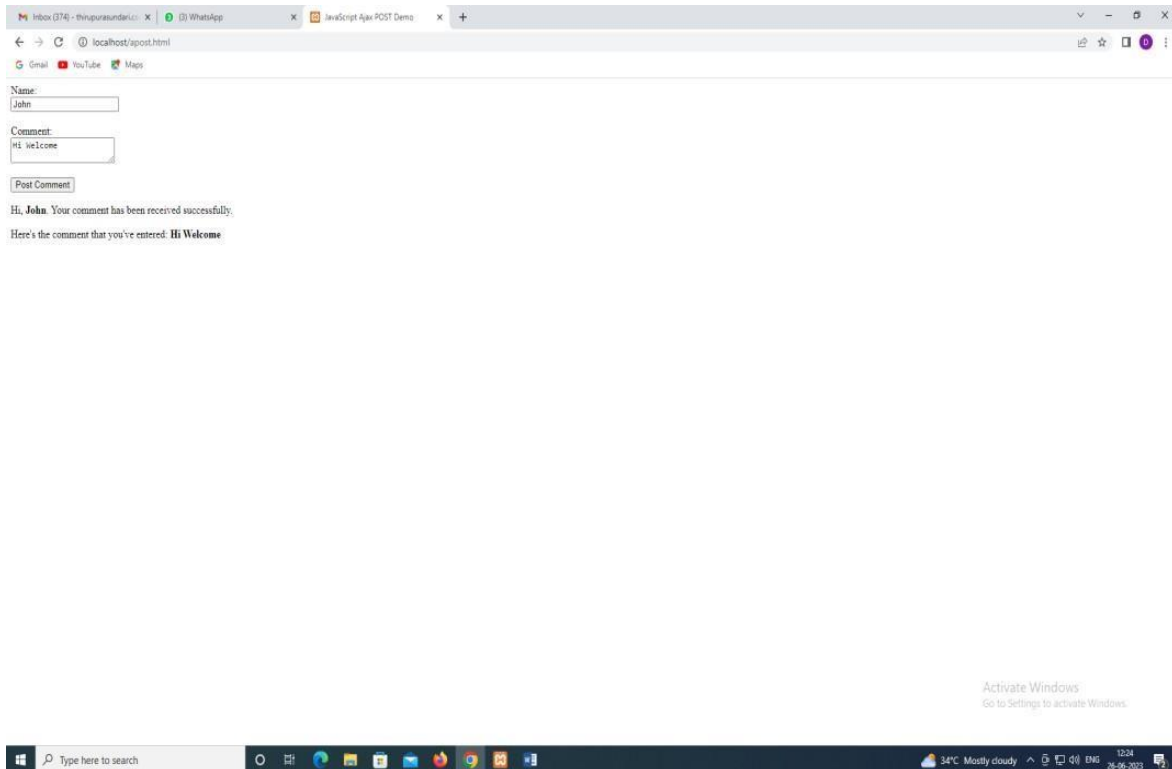 Inbox (374) - thirupurasundari.c
(3) WhatsApp
JavaScript Ajax POST Demo
localhost/apost.html
D
Gmail
YouTube
Maps
Name:
John
Comment:
Hi Welcome
Post Comment
Hi, John. Your comment has been received successfully.
Here's the comment that you've entered: Hi Welcome
Activate Windows
Go to Settings to activate Windows.
Type here to search
34°C Mostly cloudy
ENG
12:24
26-06-2023